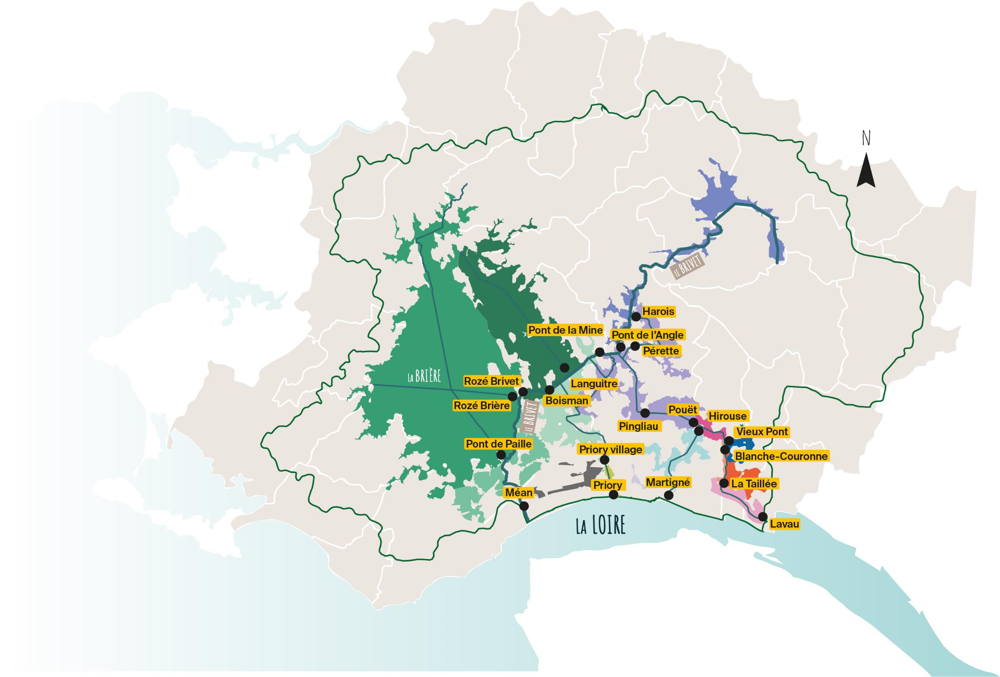 N
LE BRIVET
Harois
Pont de la Mine
Pont de l'Angle
Pérette
LA BRIÈRE
Rozé Brivet
Languitre
Boisman
Rozé Brière
LE BRIVET
Pouët
Hirouse
Pingliau
Vieux Pont
Pont de Paille
Priory village
Blanche-Couronne
Martigné
La Taillée
Priory
Méan
LA LOIRE
Lavau